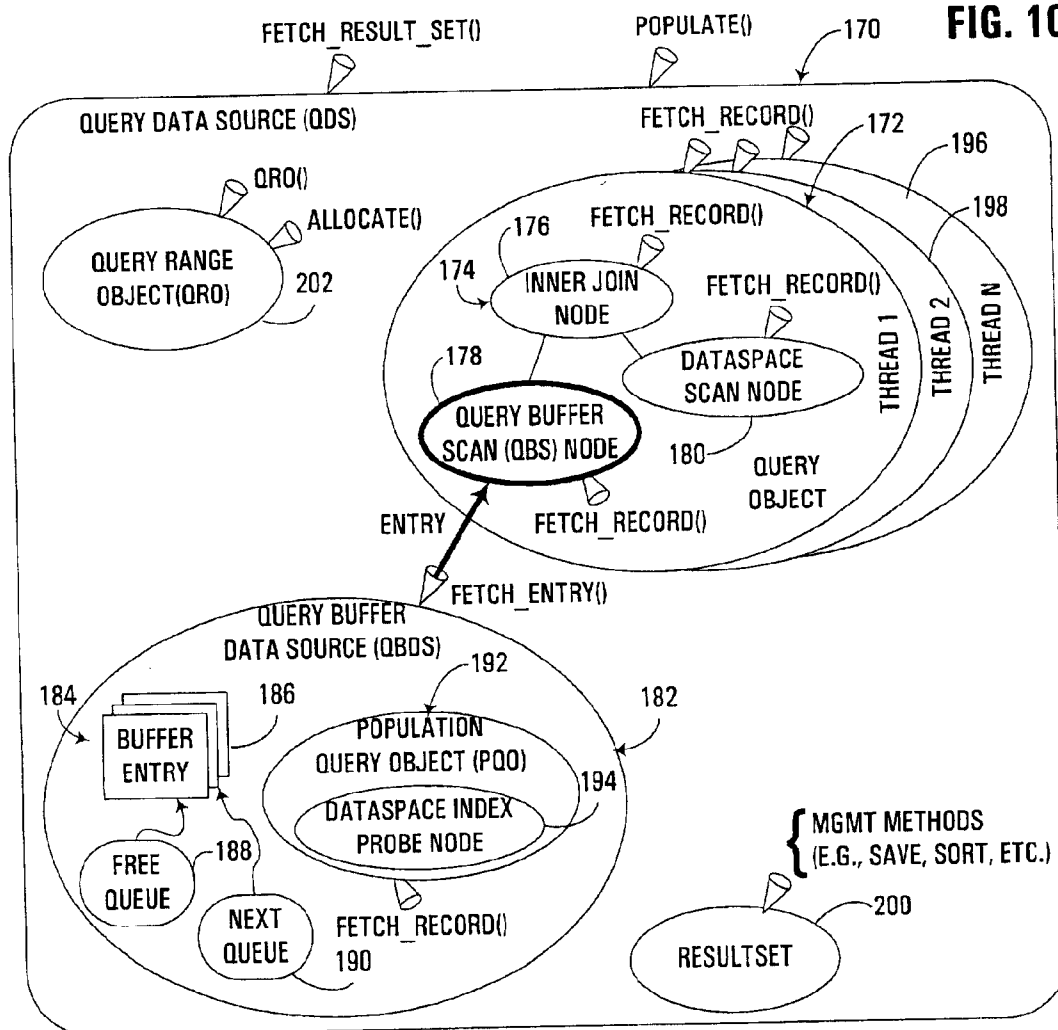 FIG. 10
FETCH_RESULT_SET()
POPULATE()
170
QUERY DATA SOURCE (QDS)
FETCH_RECORD()
172
196
198
QRO()
ALLOCATE()
QUERY RANGE
OBJECT(QRO)
202
176
FETCH_RECORD()
174
INNER JOIN
NODE
FETCH_RECORD()
178
DATASPACE
SCAN NODE
THREAD 1
THREAD 2
THREAD N
QUERY BUFFER
SCAN (QBS) NODE
180
QUERY
OBJECT
ENTRY
FETCH_RECORD()
FETCH_ENTRY()
QUERY BUFFER
DATA SOURCE (QBDS)
192
184
186
182
BUFFER
ENTRY
POPULATION
QUERY OBJECT (PQO)
194
DATASPACE INDEX
PROBE NODE
FREE
QUEUE
188
NEXT
QUEUE
190
FETCH_RECORD()
MGMT METHODS
(E.G., SAVE, SORT, ETC.)
200
RESULTSET